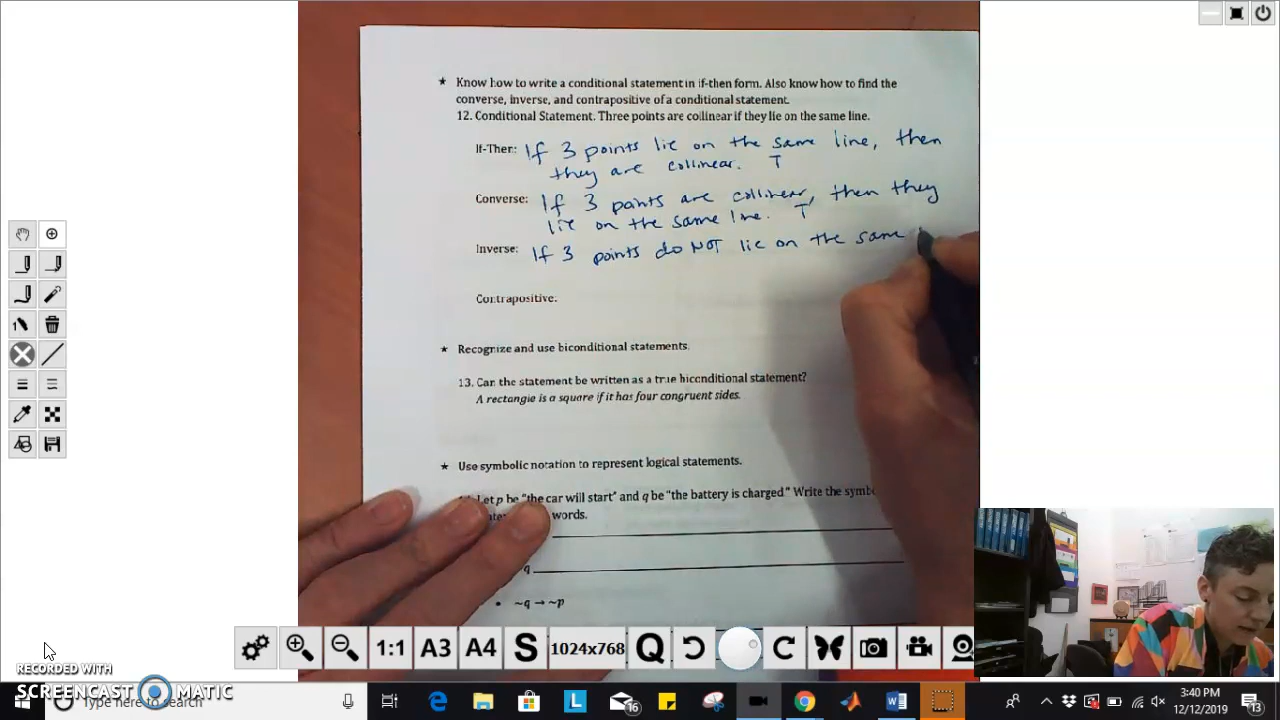 ★ Know how to write a conditional statement in if-then form. Also know how to find the
converse, inverse, and contrapositive of a conditional statement.
12. Conditional Statement. Three points are collinear if they lie on the same line.
If-Then: If 3 points lie on the same line, then
they are collinear. T
Converse: If 3 points are collinear, then they
lie on the same line. T
Inverse: If 3 points do NOT lie on the same
Contrapositive:
★ Recognize and use biconditional statements.
13. Can the statement be written as a true biconditional statement?
A rectangle is a square if it has four congruent sides.
★ Use symbolic notation to represent logical statements.
Let p be "the car will start" and q be "the battery is charged." Write the
words.
q
• ~q → ~p
1:1 A3 A4 S 1024x768 Q
RECORDED WITH
SCREENCAST MATIC
Type here to search
L
16
W
3:40 PM
12/12/2019
13